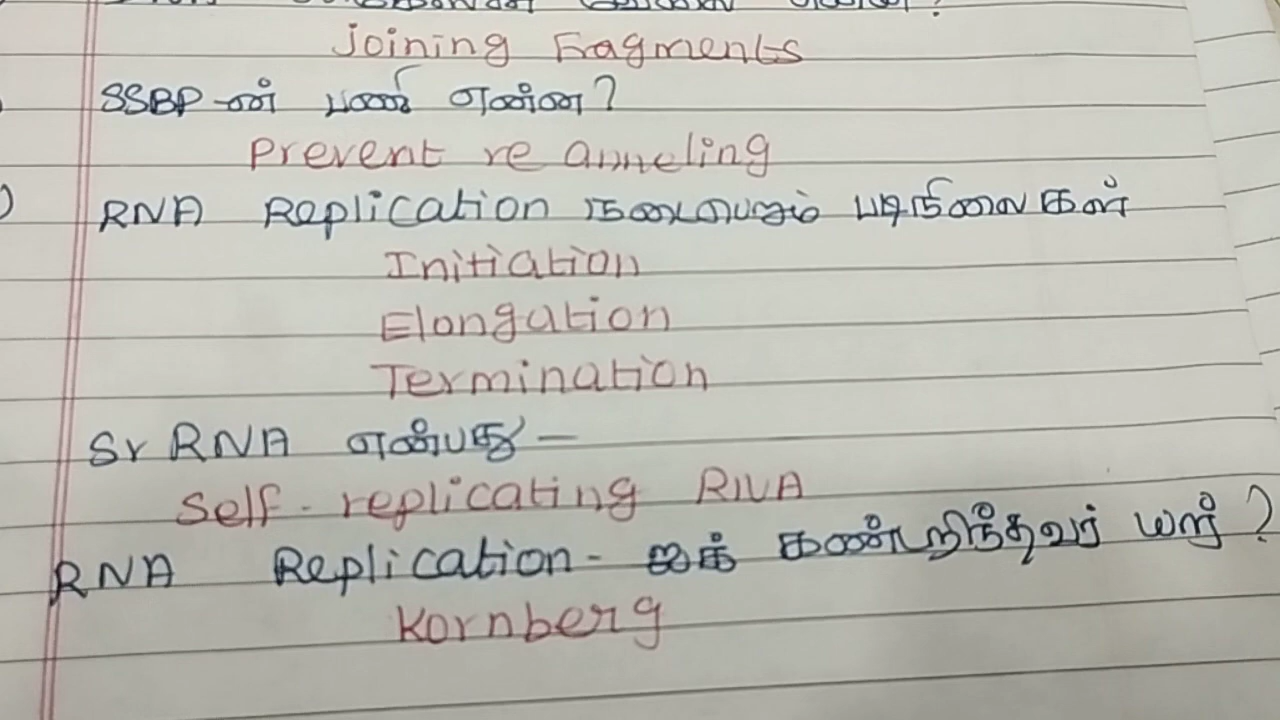 என்ன?
Joining Fragments
SSBP-ன் பணி என்ன?
Prevent re anneling
RNA Replication நடைபெறும் படிநிலைகள்
Initiation
Elongation
Termination
Sr RNA என்பது -
Self-replicating RNA
RNA Replication-ஐக் கண்டறிந்தவர் யார்?
Kornberg